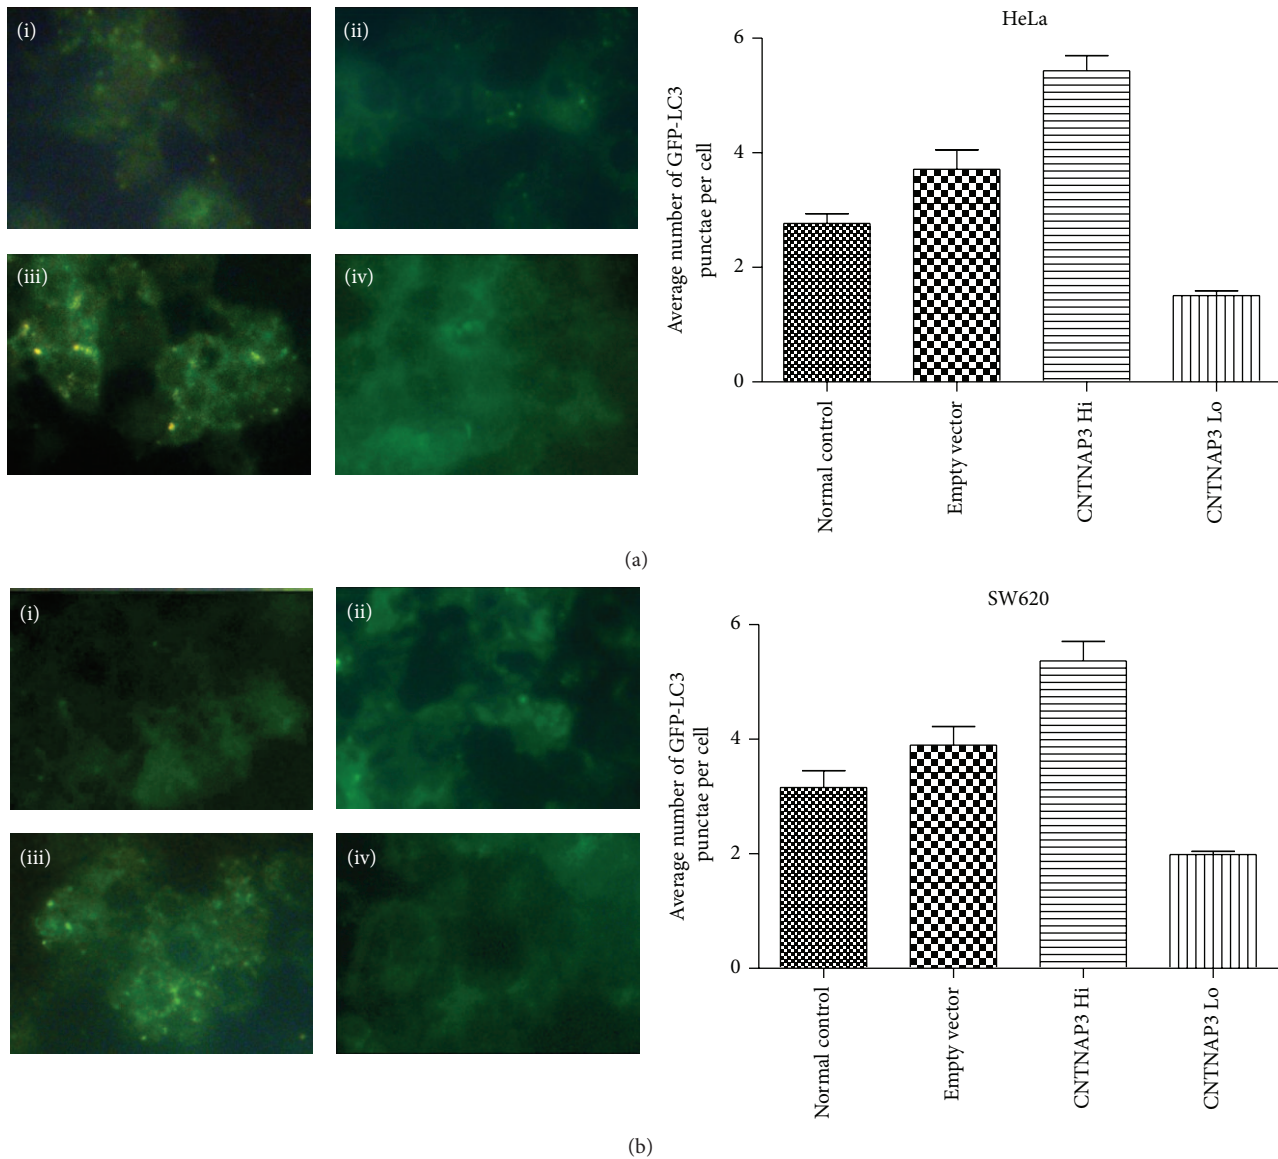 (i)
(ii)
(iii)
(iv)
HeLa
Average number of GFP-LC3
punctae per cell
6
4
2
0
Normal control
Empty vector
CNTNAP3 Hi
CNTNAP3 Lo
(a)
(i)
(ii)
(iii)
(iv)
SW620
Average number of GFP-LC3
punctae per cell
6
4
2
0
Normal control
Empty vector
CNTNAP3 Hi
CNTNAP3 Lo
(b)